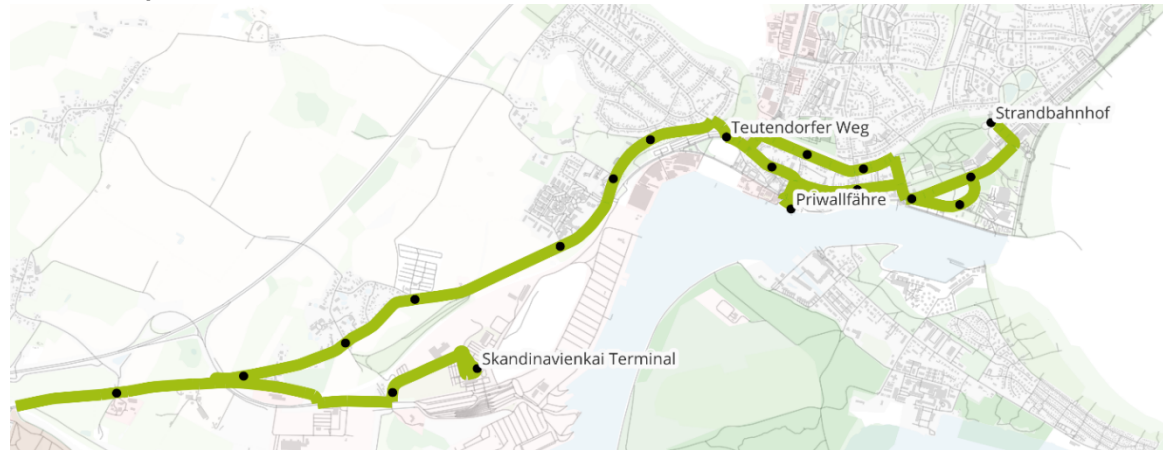 Strandbahnhof
Teutendorfer Weg
Priwallfähre
Skandinavienkai Terminal